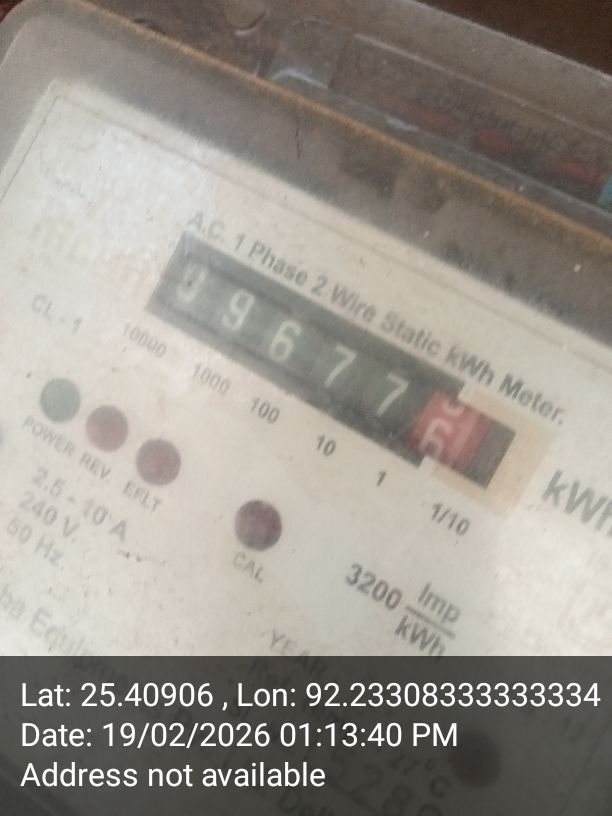 A.C. 1 Phase 2 Wire Static kWh Meter.
9 6 7 7
kWh
CL - 1
10000 1000 100 10 1 1/10
POWER REV. EFLT
2.5 - 10 A
240 V.
50 Hz.
CAL
3200 Imp
kWh
YEAR
27°C
Lat: 25.40906 , Lon: 92.23308333333334
Date: 19/02/2026 01:13:40 PM
Address not available